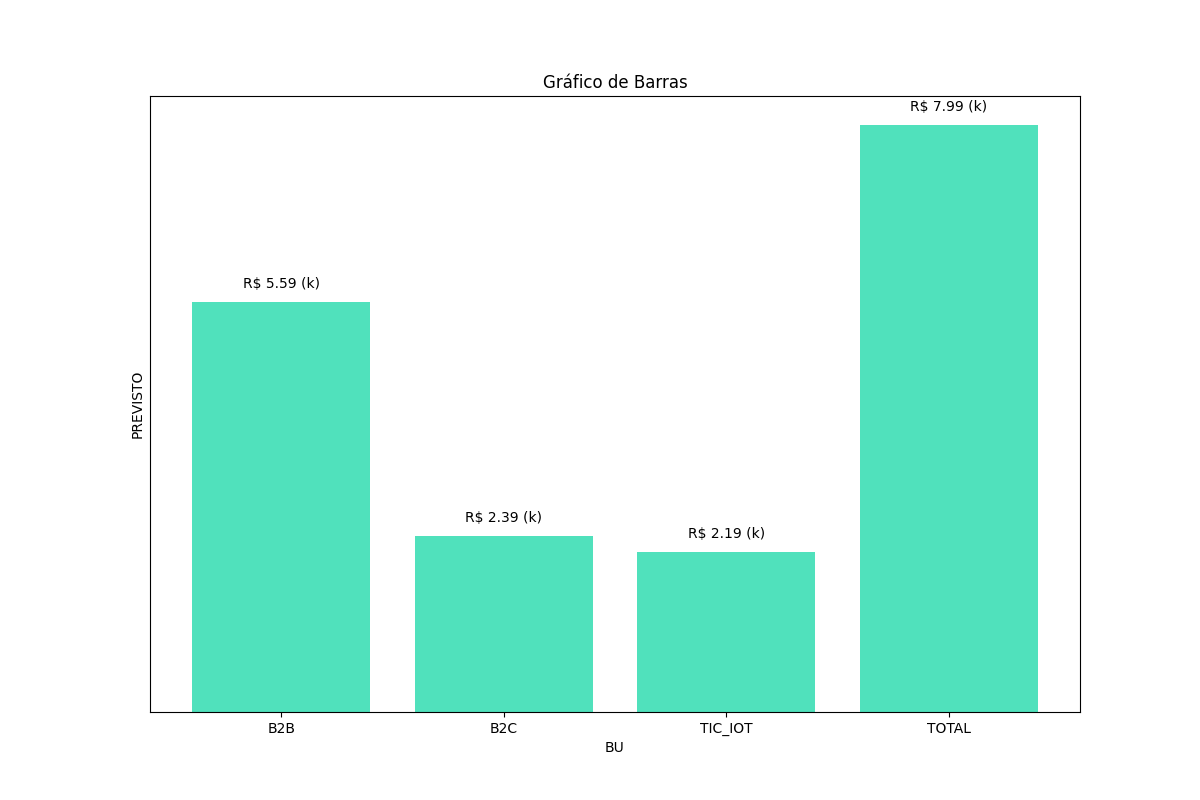 Gráfico de Barras
R$ 7.99 (k)
R$ 5.59 (k)
R$ 2.39 (k)
R$ 2.19 (k)
PREVISTO
B2B
B2C
TIC_IOT
TOTAL
BU